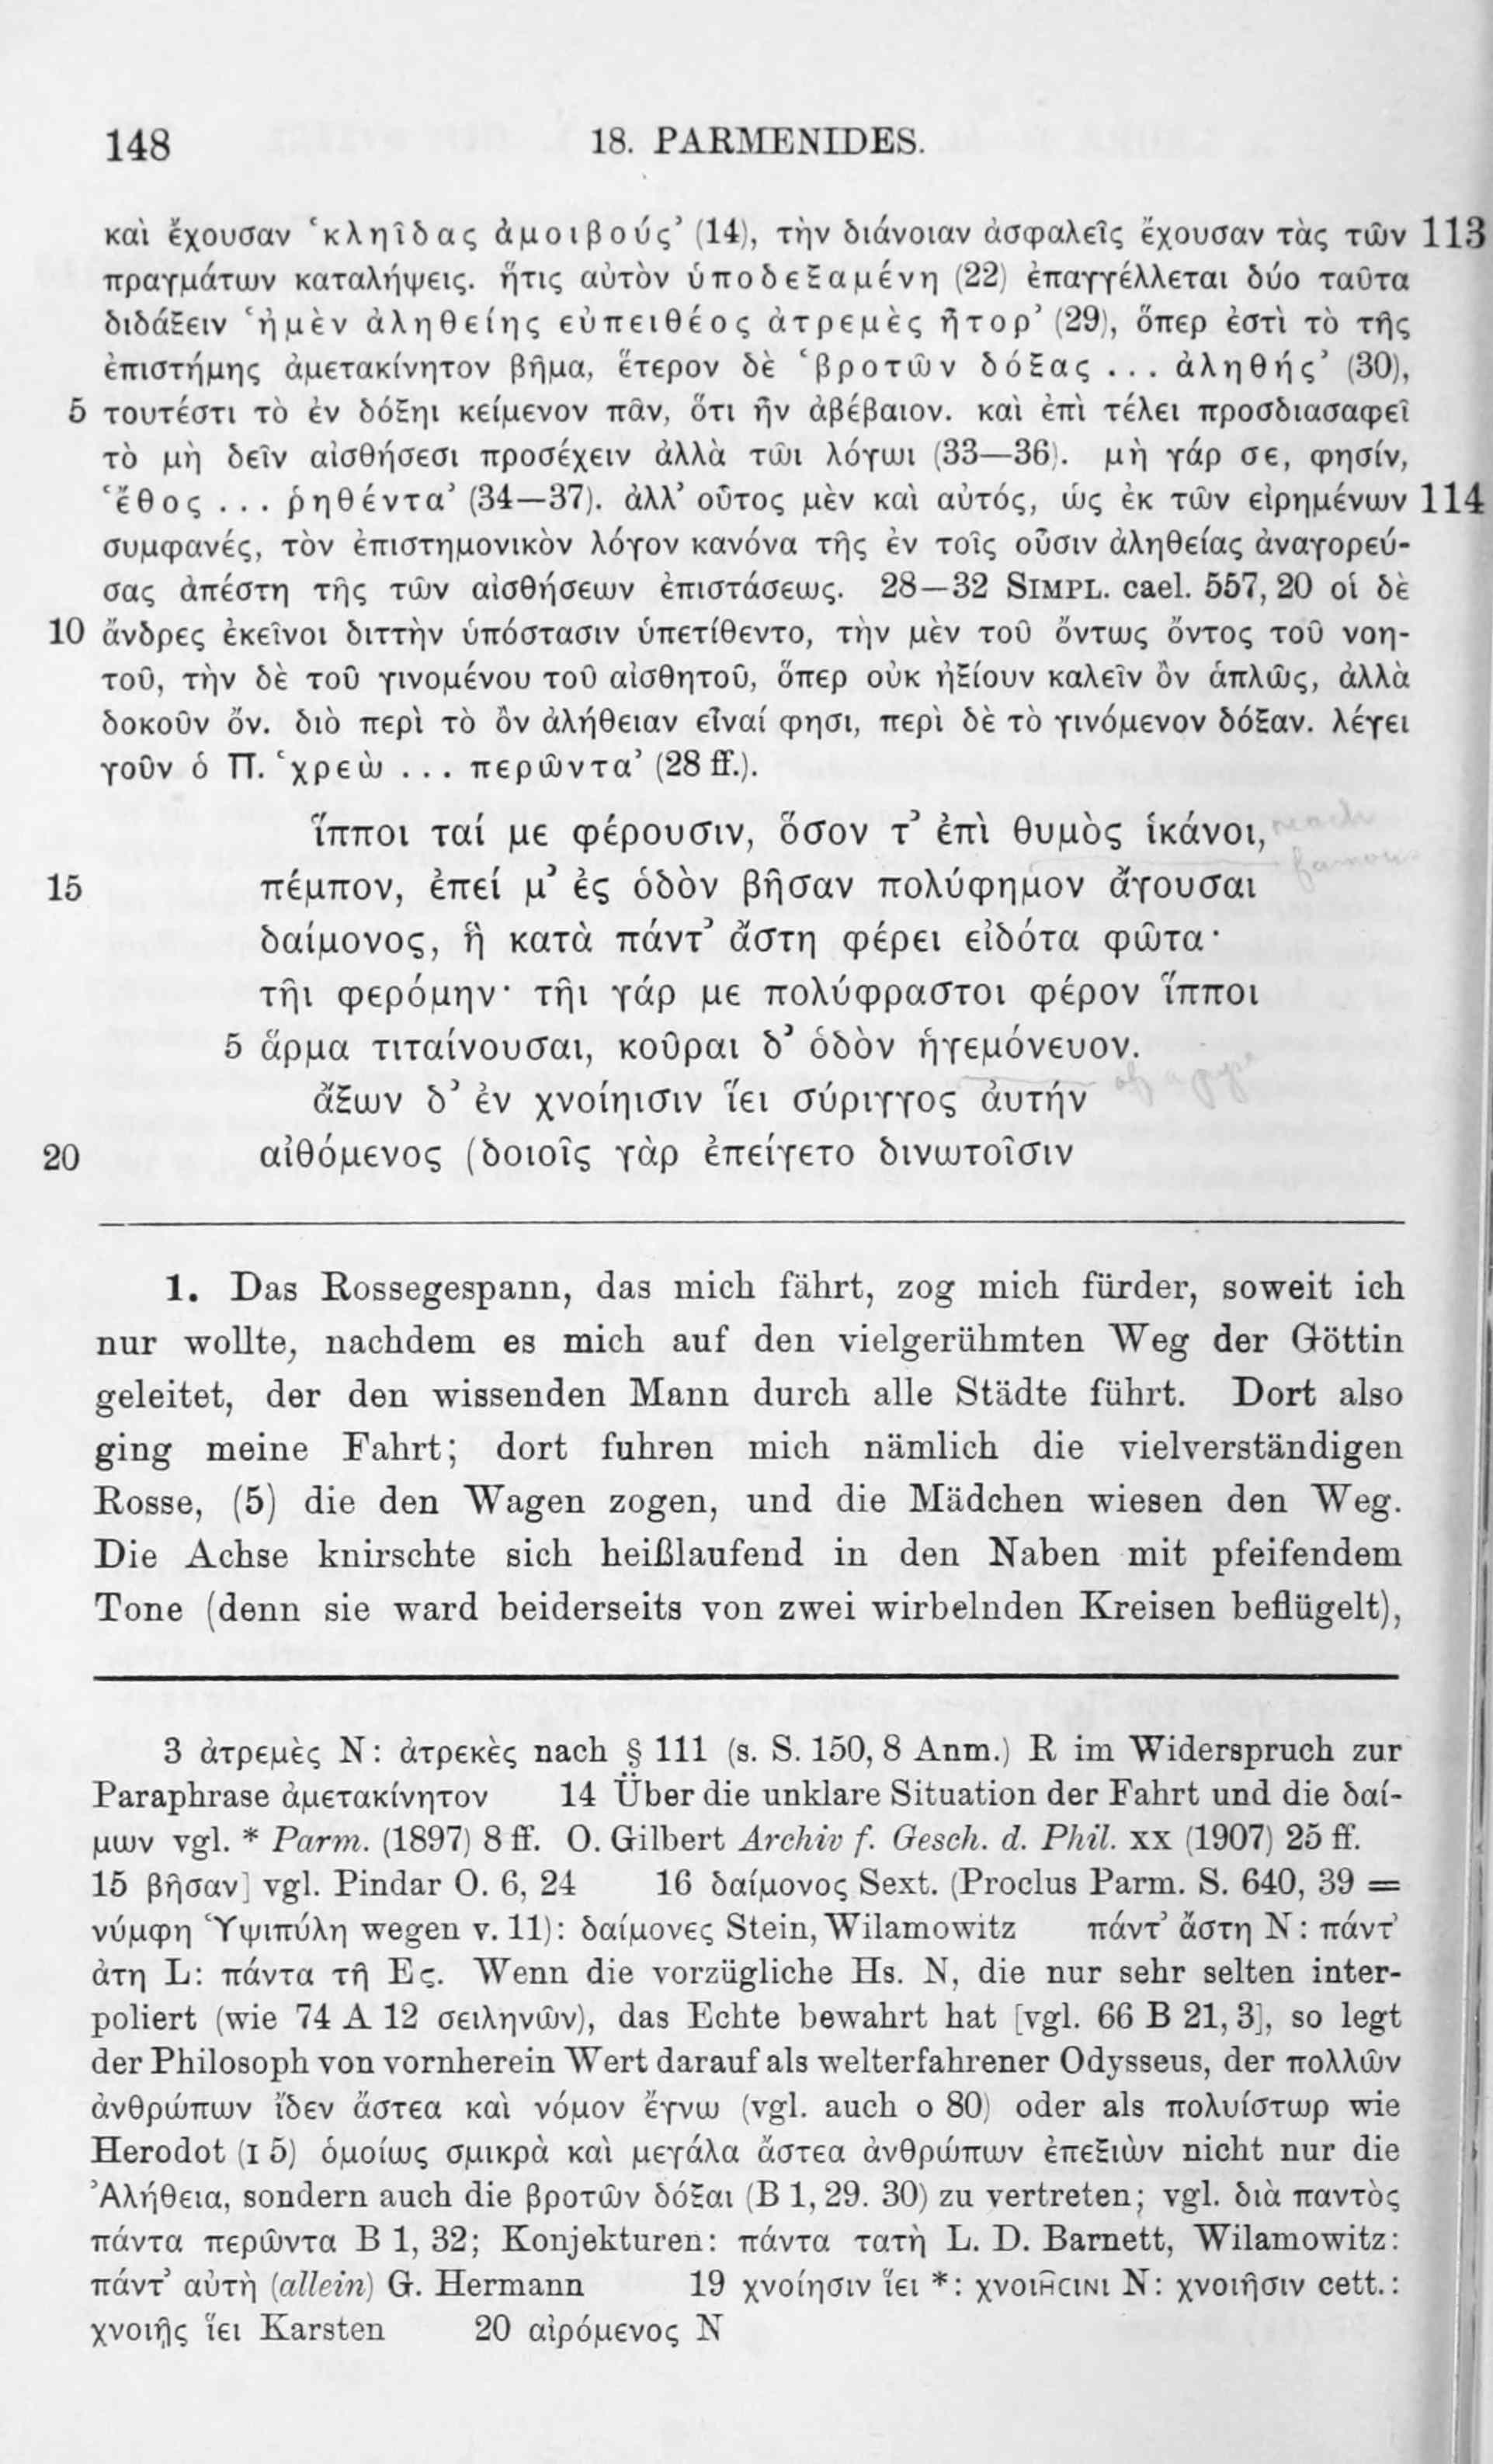 148
18. PARMENIDES.
καὶ ἔχουσαν ‘κληῖδας ἀμοιβούς’ (14), τὴν διάνοιαν ἀσφαλεῖς ἔχουσαν τὰς τῶν 113
πραγμάτων καταλήψεις. ἥτις αὐτὸν ὑποδεξαμένη (22) ἐπαγγέλλεται δύο ταῦτα
διδάξειν ‘ἠμὲν ἀληθείης εὐπειθέος ἀτρεμὲς ἦτορ’ (29), ὅπερ ἐστὶ τὸ τῆς
ἐπιστήμης ἀμετακίνητον βῆμα, ἕτερον δὲ ‘βροτῶν δόξας ... ἀληθής’ (30),
5 τουτέστι τὸ ἐν δόξηι κείμενον πᾶν, ὅτι ἦν ἀβέβαιον. καὶ ἐπὶ τέλει προσδιασαφεῖ
τὸ μὴ δεῖν αἰσθήσεσι προσέχειν ἀλλὰ τῶι λόγωι (33—36). μὴ γάρ σε, φησίν,
‘ἔθος ... ῥηθέντα’ (34—37). ἀλλ’ οὗτος μὲν καὶ αὐτός, ὡς ἐκ τῶν εἰρημένων 114
συμφανές, τὸν ἐπιστημονικὸν λόγον κανόνα τῆς ἐν τοῖς οὖσιν ἀληθείας ἀναγορεύ-
σας ἀπέστη τῆς τῶν αἰσθήσεων ἐπιστάσεως. 28—32 SIMPL. cael. 557, 20 οἱ δὲ
10 ἄνδρες ἐκεῖνοι διττὴν ὑπόστασιν ὑπετίθεντο, τὴν μὲν τοῦ ὄντως ὄντος τοῦ νοη-
τοῦ, τὴν δὲ τοῦ γινομένου τοῦ αἰσθητοῦ, ὅπερ οὐκ ἠξίουν καλεῖν ὂν ἁπλῶς, ἀλλὰ
δοκοῦν ὄν. διὸ περὶ τὸ ὂν ἀλήθειαν εἶναί φησι, περὶ δὲ τὸ γινόμενον δόξαν. λέγει
γοῦν ὁ Π. ‘χρεὼ ... περῶντα’ (28 ff.).
ἵπποι ταί με φέρουσιν, ὅσον τ’ ἐπὶ θυμὸς ἱκάνοι, reach
famous
15 πέμπον, ἐπεί μ’ ἐς ὁδὸν βῆσαν πολύφημον ἄγουσαι
δαίμονος, ἣ κατὰ πάντ’ ἄστη φέρει εἰδότα φῶτα·
τῆι φερόμην· τῆι γάρ με πολύφραστοι φέρον ἵπποι
5 ἅρμα τιταίνουσαι, κοῦραι δ’ ὁδὸν ἡγεμόνευον.
ἄξων δ’ ἐν χνοίηισιν ἵει σύριγγος ἀυτήν
20 αἰθόμενος (δοιοῖς γὰρ ἐπείγετο δινωτοῖσιν
1. Das Rossegespann, das mich fährt, zog mich fürder, soweit ich
nur wollte, nachdem es mich auf den vielgerühmten Weg der Göttin
geleitet, der den wissenden Mann durch alle Städte führt. Dort also
ging meine Fahrt; dort fuhren mich nämlich die vielverständigen
Rosse, (5) die den Wagen zogen, und die Mädchen wiesen den Weg.
Die Achse knirschte sich heißlaufend in den Naben mit pfeifendem
Tone (denn sie ward beiderseits von zwei wirbelnden Kreisen beflügelt),
3 ἀτρεμὲς N: ἀτρεκὲς nach § 111 (s. S. 150, 8 Anm.) R im Widerspruch zur
Paraphrase ἀμετακίνητον 14 Über die unklare Situation der Fahrt und die δαί-
μων vgl. * Parm. (1897) 8 ff. O. Gilbert Archiv f. Gesch. d. Phil. xx (1907) 25 ff.
15 βῆσαν] vgl. Pindar O. 6, 24 16 δαίμονος Sext. (Proclus Parm. S. 640, 39 =
νύμφη Ὑψιπύλη wegen v. 11): δαίμονες Stein, Wilamowitz πάντ’ ἄστη N: πάντ’
ἀτη L: πάντα τῆ Eς. Wenn die vorzügliche Hs. N, die nur sehr selten inter-
poliert (wie 74 A 12 σειληνῶν), das Echte bewahrt hat [vgl. 66 B 21, 3], so legt
der Philosoph von vornherein Wert darauf als welterfahrener Odysseus, der πολλῶν
ἀνθρώπων ἴδεν ἄστεα καὶ νόμον ἔγνω (vgl. auch ο 80) oder als πολυίστωρ wie
Herodot (I 5) ὁμοίως σμικρὰ καὶ μεγάλα ἄστεα ἀνθρώπων ἐπεξιὼν nicht nur die
Ἀλήθεια, sondern auch die βροτῶν δόξαι (B 1, 29. 30) zu vertreten; vgl. διὰ παντὸς
πάντα περῶντα B 1, 32; Konjekturen: πάντα τατὴ L. D. Barnett, Wilamowitz:
πάντ’ αὐτὴ (allein) G. Hermann 19 χνοίησιν ἵει *: χνοιῆσινι N: χνοιῆσιν cett.:
χνοιῇς ἵει Karsten 20 αἰρόμενος N